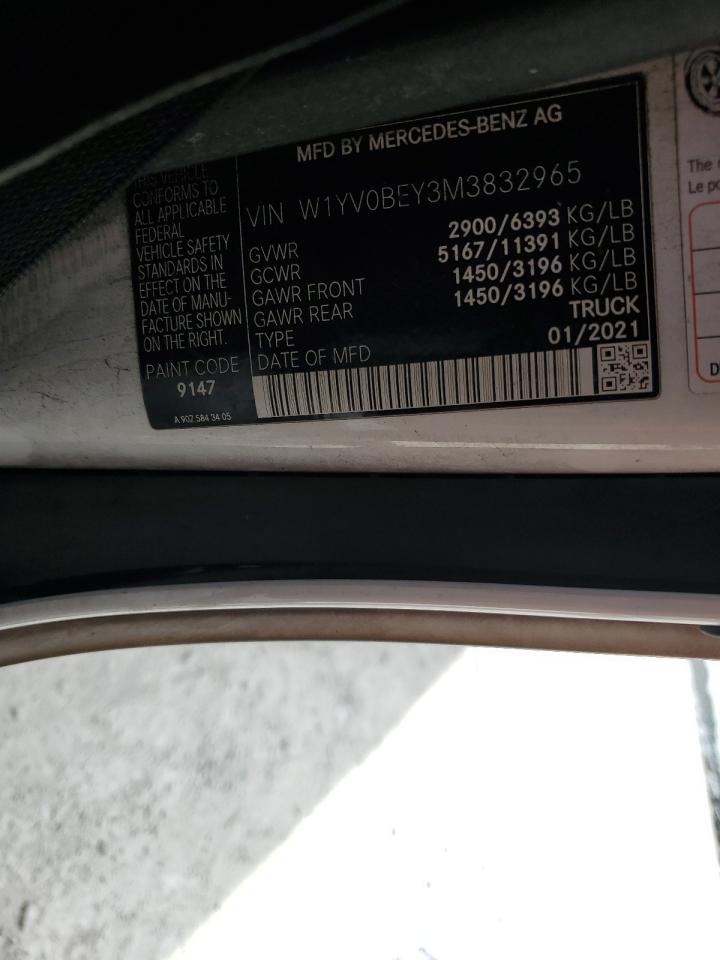 MFD BY MERCEDES-BENZ AG
THIS VEHICLE
CONFORMS TO
ALL APPLICABLE
FEDERAL
VEHICLE SAFETY
STANDARDS IN
EFFECT ON THE
DATE OF MANU-
FACTURE SHOWN
ON THE RIGHT.
PAINT CODE
9147
A 902 584 34 05
VIN W1YV0BEY3M3832965
GVWR 2900/6393 KG/LB
GCWR 5167/11391 KG/LB
GAWR FRONT 1450/3196 KG/LB
GAWR REAR 1450/3196 KG/LB
TYPE TRUCK
DATE OF MFD 01/2021
The
Le po
D